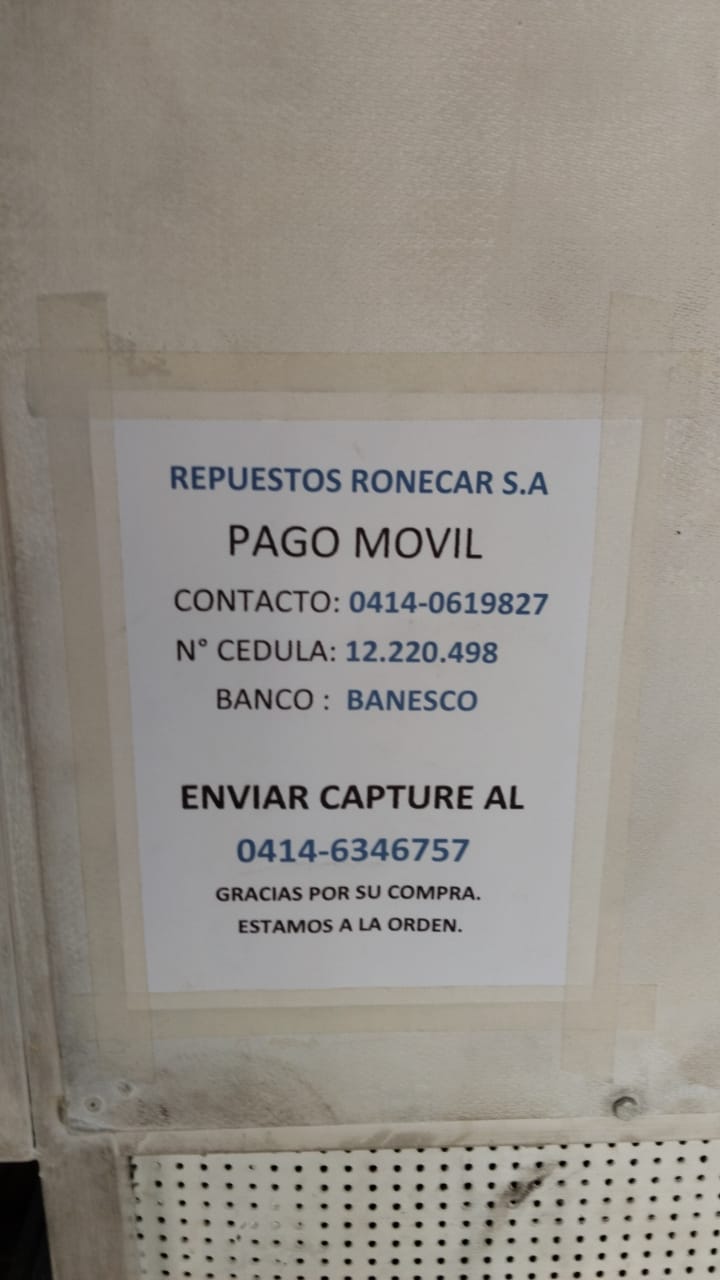 REPUESTOS RONECAR S.A
PAGO MOVIL
CONTACTO: 0414-0619827
N° CEDULA: 12.220.498
BANCO : BANESCO
ENVIAR CAPTURE AL
0414-6346757
GRACIAS POR SU COMPRA.
ESTAMOS A LA ORDEN.